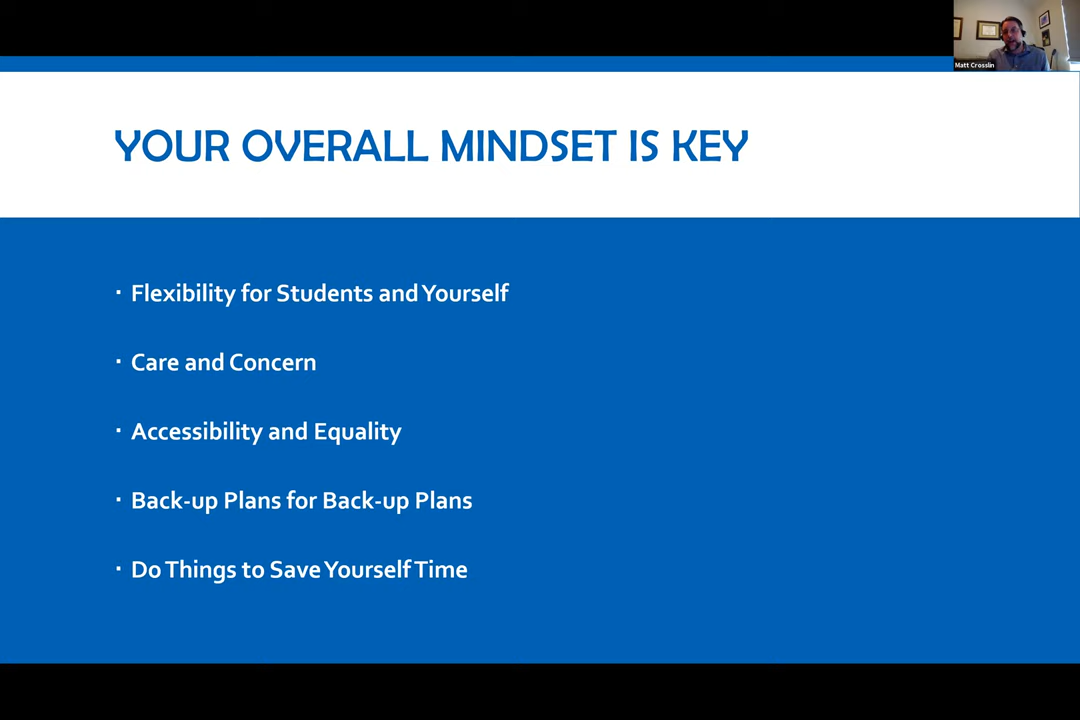 Matt Crosslin
YOUR OVERALL MINDSET IS KEY
Flexibility for Students and Yourself
Care and Concern
Accessibility and Equality
Back-up Plans for Back-up Plans
Do Things to Save Yourself Time